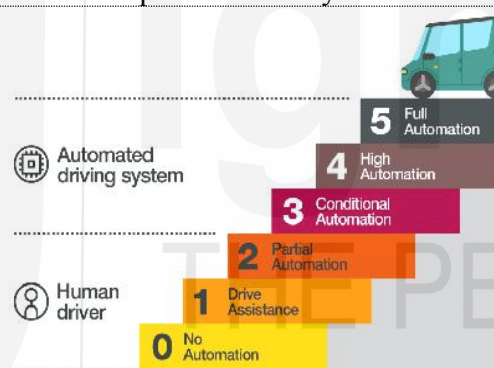 5 Full
Automation
4 High
Automation
Automated
driving system
3 Conditional
Automation
2 Partial
Automation
Human
driver
1 Drive
Assistance
0 No
Automation
THE PE